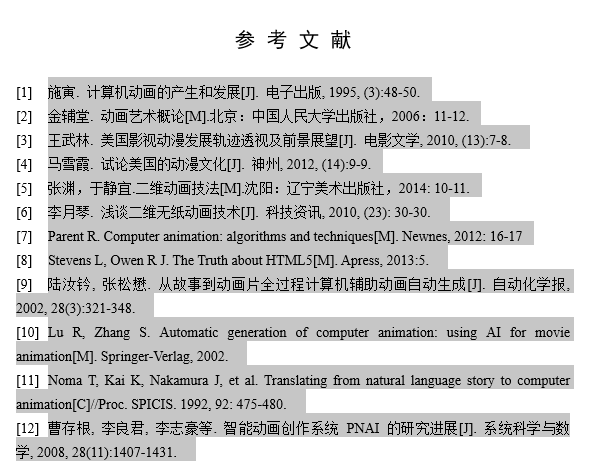 参 考 文 献
[1] 施寅. 计算机动画的产生和发展[J]. 电子出版, 1995, (3):48-50.
[2] 金辅堂. 动画艺术概论[M].北京：中国人民大学出版社，2006：11-12.
[3] 王武林. 美国影视动漫发展轨迹透视及前景展望[J]. 电影文学, 2010, (13):7-8.
[4] 马雪霞. 试论美国的动漫文化[J]. 神州, 2012, (14):9-9.
[5] 张渊，于静宜.二维动画技法[M].沈阳：辽宁美术出版社，2014: 10-11.
[6] 李月琴. 浅谈二维无纸动画技术[J]. 科技资讯, 2010, (23): 30-30.
[7] Parent R. Computer animation: algorithms and techniques[M]. Newnes, 2012: 16-17
[8] Stevens L, Owen R J. The Truth about HTML5[M]. Apress, 2013:5.
[9] 陆汝钤, 张松懋. 从故事到动画片全过程计算机辅助动画自动生成[J]. 自动化学报,
2002, 28(3):321-348.
[10] Lu R, Zhang S. Automatic generation of computer animation: using AI for movie
animation[M]. Springer-Verlag, 2002.
[11] Noma T, Kai K, Nakamura J, et al. Translating from natural language story to computer
animation[C]//Proc. SPICIS. 1992, 92: 475-480.
[12] 曹存根, 李良君, 李志豪等. 智能动画创作系统 PNAI 的研究进展[J]. 系统科学与数
学, 2008, 28(11):1407-1431.